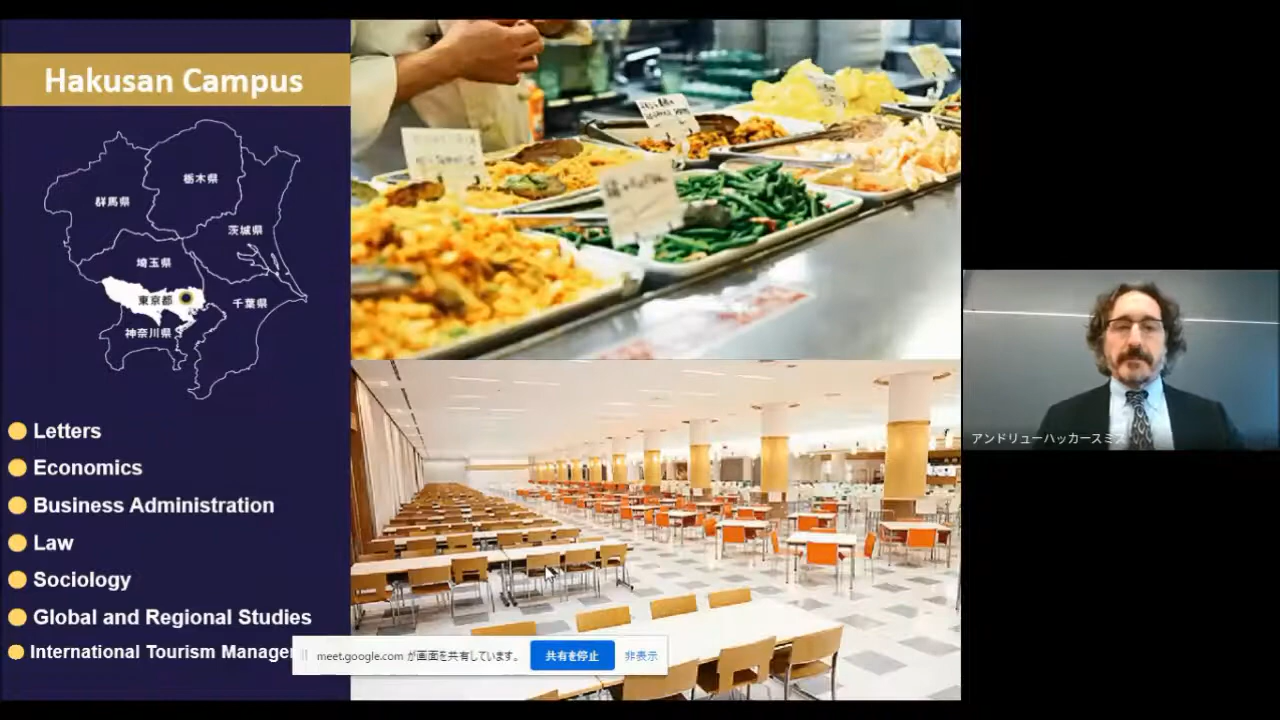 Hakusan Campus
栃木県
群馬県
茨城県
埼玉県
東京都
千葉県
神奈川県
Letters
Economics
Business Administration
Law
Sociology
Global and Regional Studies
International Tourism
meet.google.com が画面を共有しています。
共有を停止
非表示
アンドリューハッカースミス